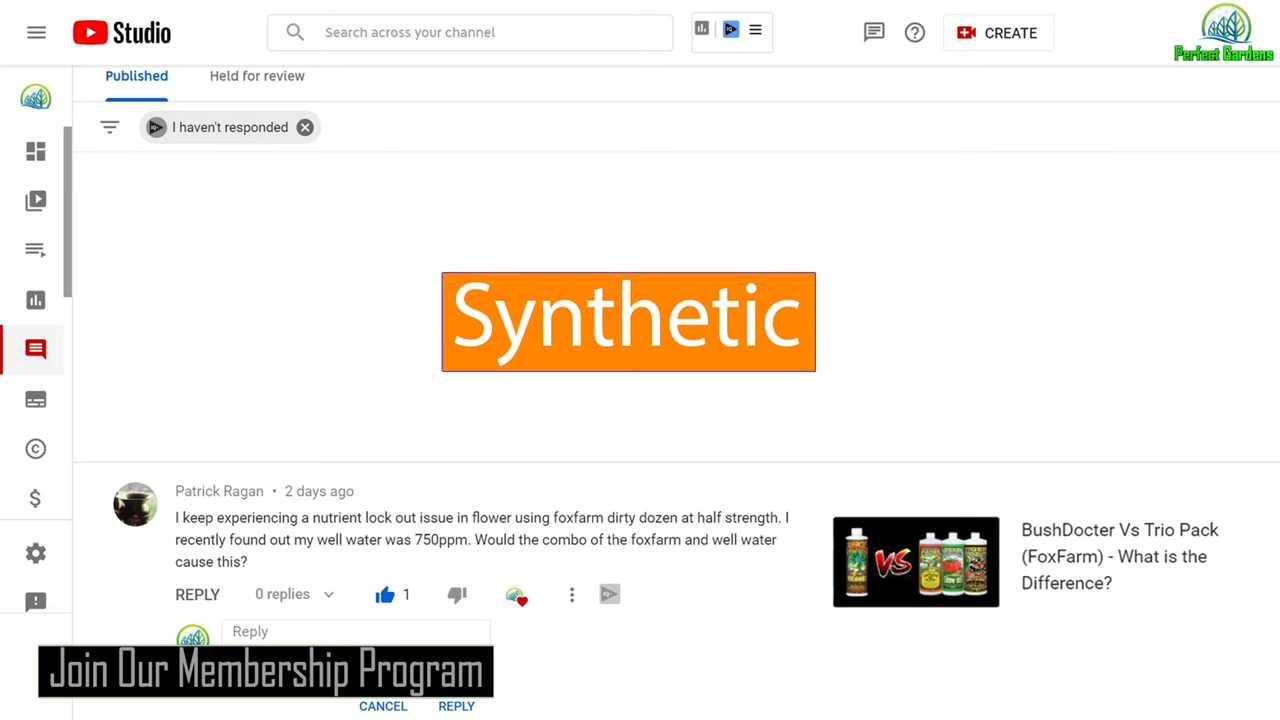 Studio
Search across your channel
CREATE
Perfect Gardens
Published
Held for review
I haven't responded
Synthetic
Patrick Ragan • 2 days ago
I keep experiencing a nutrient lock out issue in flower using foxfarm dirty dozen at half strength. I
recently found out my well water was 750ppm. Would the combo of the foxfarm and well water
cause this?
REPLY
0 replies
1
VS
BushDocter Vs Trio Pack
(FoxFarm) - What is the
Difference?
Reply
Join Our Membership Program
CANCEL
REPLY